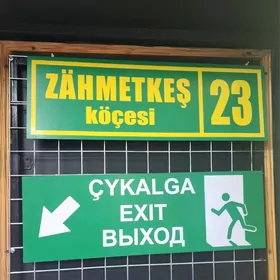 ZÄHMETKEŞ
köçesi
23
ÇYKALGA
EXIT
ВЫХОД